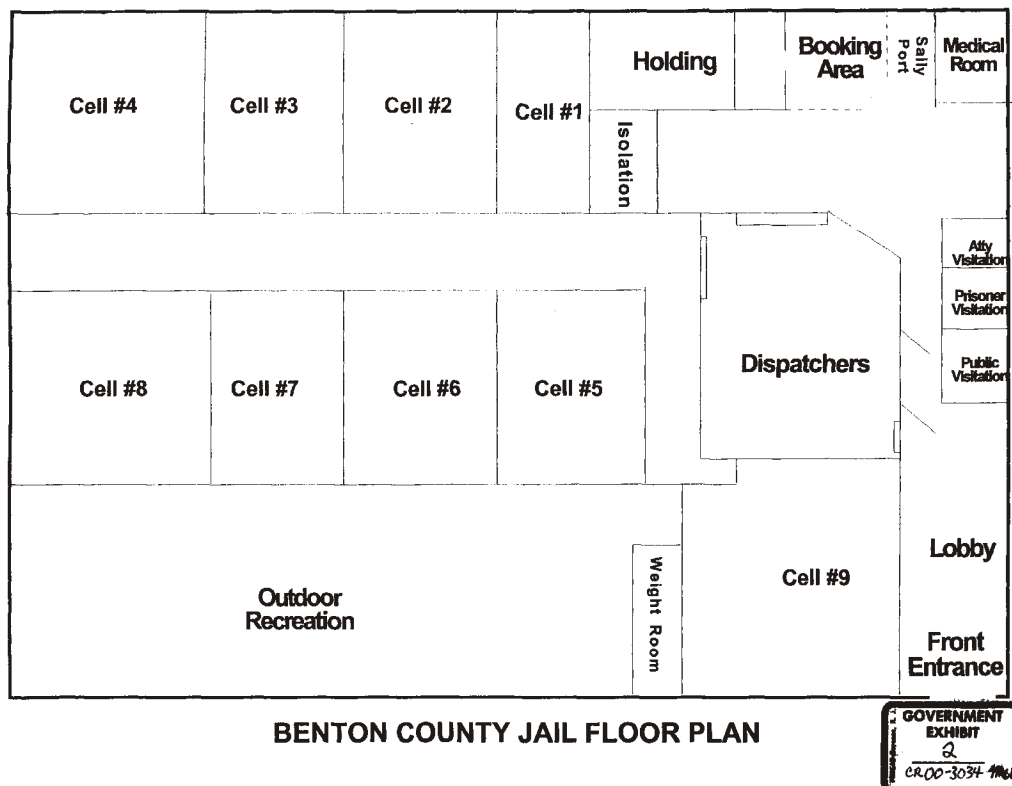 Cell #4
Cell #3
Cell #2
Cell #1
Holding
Isolation
Booking
Area
Sally
Port
Medical
Room
Atty
Visitation
Prisoner
Visitation
Public
Visitation
Dispatchers
Cell #8
Cell #7
Cell #6
Cell #5
Outdoor
Recreation
Weight Room
Cell #9
Lobby
Front
Entrance
BENTON COUNTY JAIL FLOOR PLAN
GOVERNMENT
EXHIBIT
2
CR00-3034